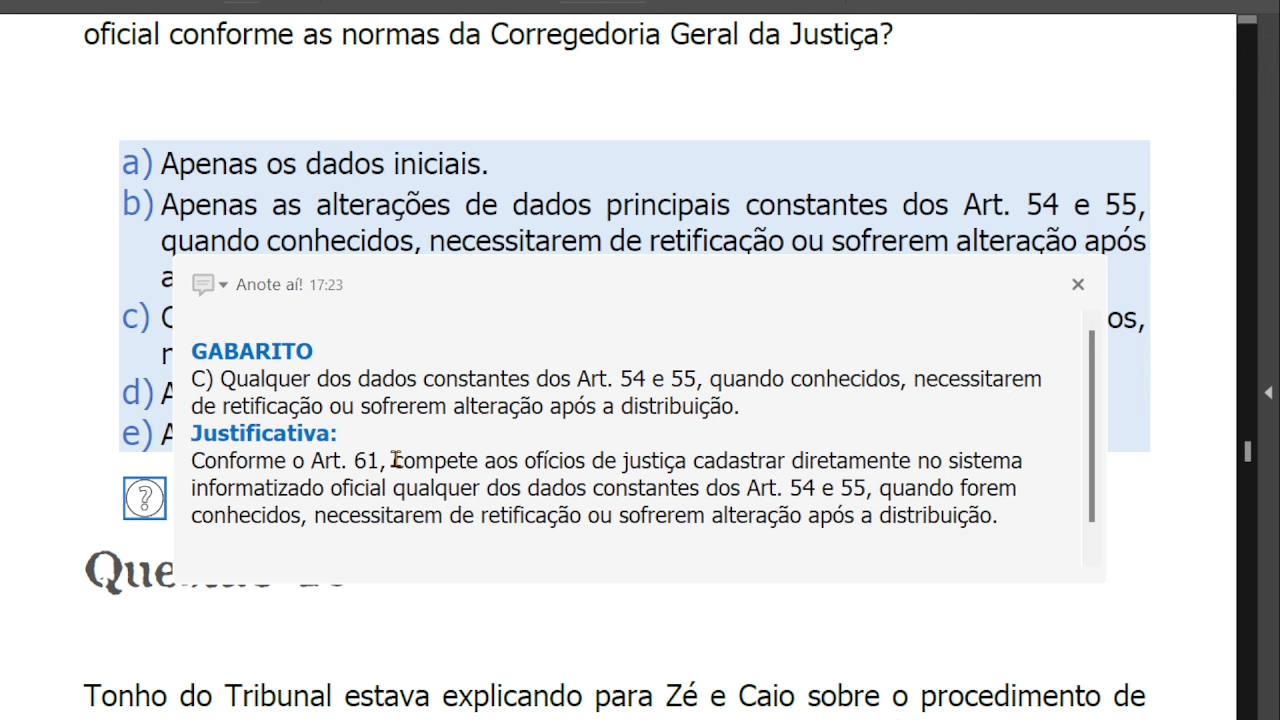 oficial conforme as normas da Corregedoria Geral da Justiça?
a) Apenas os dados iniciais.
b) Apenas as alterações de dados principais constantes dos Art. 54 e 55,
quando conhecidos, necessitarem de retificação ou sofrerem alteração após
a
c)
os,
d) A
e) A
Anote aí! 17:23
GABARITO
C) Qualquer dos dados constantes dos Art. 54 e 55, quando conhecidos, necessitarem
de retificação ou sofrerem alteração após a distribuição.
Justificativa:
Conforme o Art. 61, compete aos ofícios de justiça cadastrar diretamente no sistema
informatizado oficial qualquer dos dados constantes dos Art. 54 e 55, quando forem
conhecidos, necessitarem de retificação ou sofrerem alteração após a distribuição.
Tonho do Tribunal estava explicando para Zé e Caio sobre o procedimento de